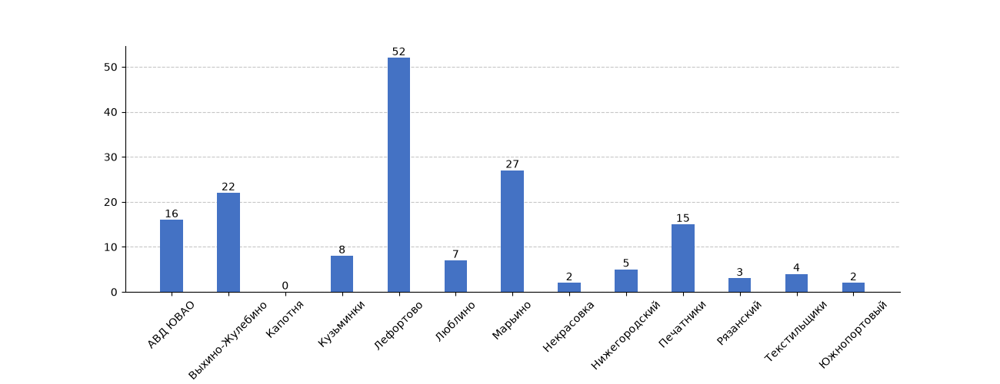 52
50
40
30
27
22
20
16
15
10
8
7
5
4
3
2
2
0
0
АВД ЮВАО
Выхино-Жулебино
Капотня
Кузьминки
Лефортово
Люблино
Марьино
Некрасовка
Нижегородский
Печатники
Рязанский
Текстильщики
Южнопортовый